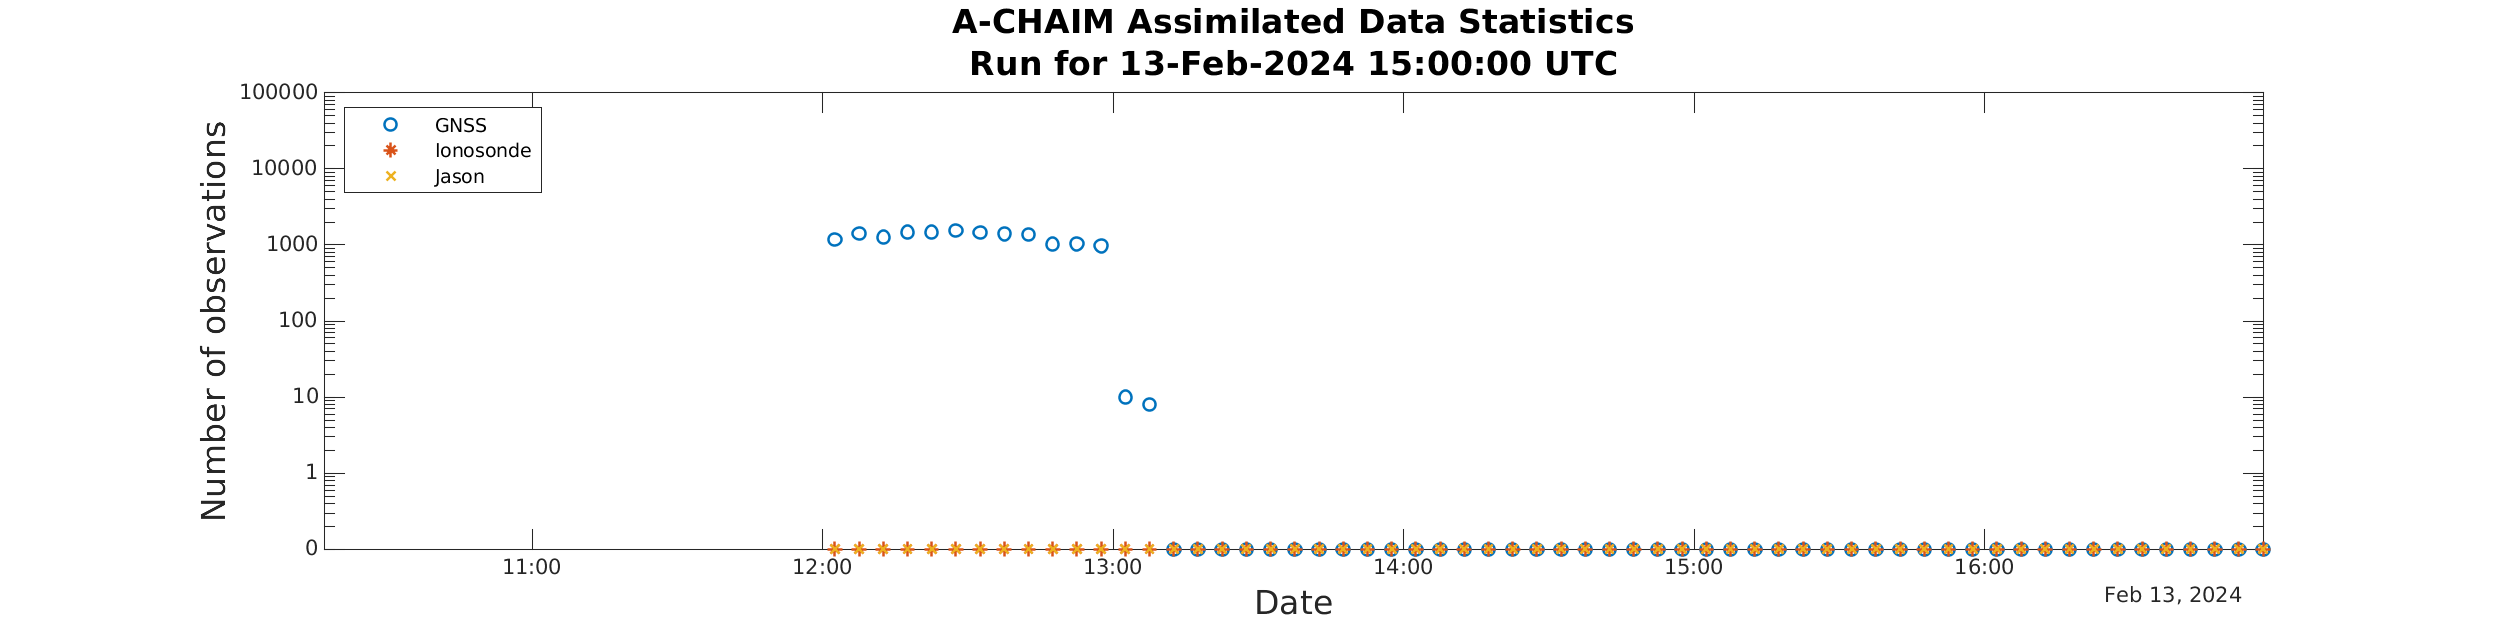 A-CHAIM Assimilated Data Statistics
Run for 13-Feb-2024 15:00:00 UTC
100000
10000
1000
100
10
1
0
Number of observations
GNSS
Ionosonde
Jason
11:00 12:00 13:00 14:00 15:00 16:00
Date
Feb 13, 2024